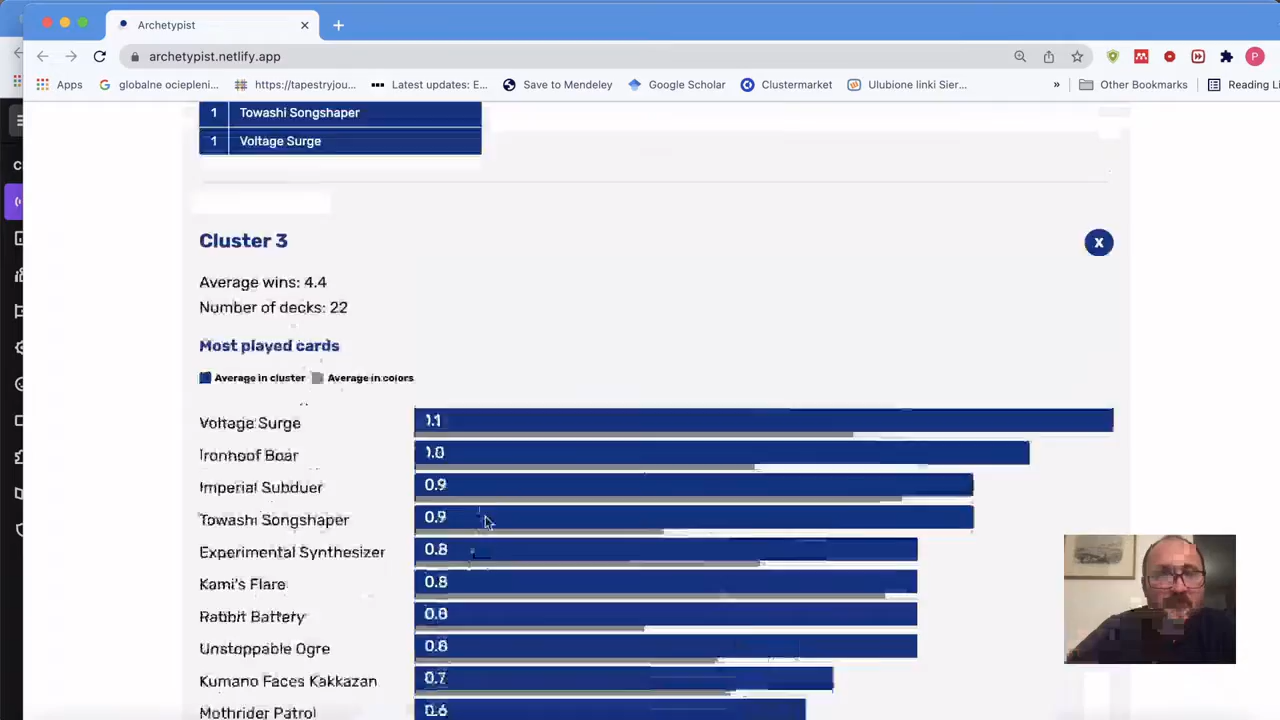 Archetypist
archetypist.netlify.app
P
Apps
globalne ociepleni...
https://tapestryjou...
Latest updates: E...
Save to Mendeley
Google Scholar
Clustermarket
Ulubione linki Sier...
»
Other Bookmarks
Reading Li
1 Towashi Songshaper
1 Voltage Surge
Cluster 3
X
Average wins: 4.4
Number of decks: 22
Most played cards
Average in cluster
Average in colors
Voltage Surge 1.1
Ironhoof Boar 1.0
Imperial Subduer 0.9
Towashi Songshaper 0.9
Experimental Synthesizer 0.8
Kami's Flare 0.8
Rabbit Battery 0.8
Unstoppable Ogre 0.8
Kumano Faces Kakkazan 0.7
Mothrider Patrol 0.6